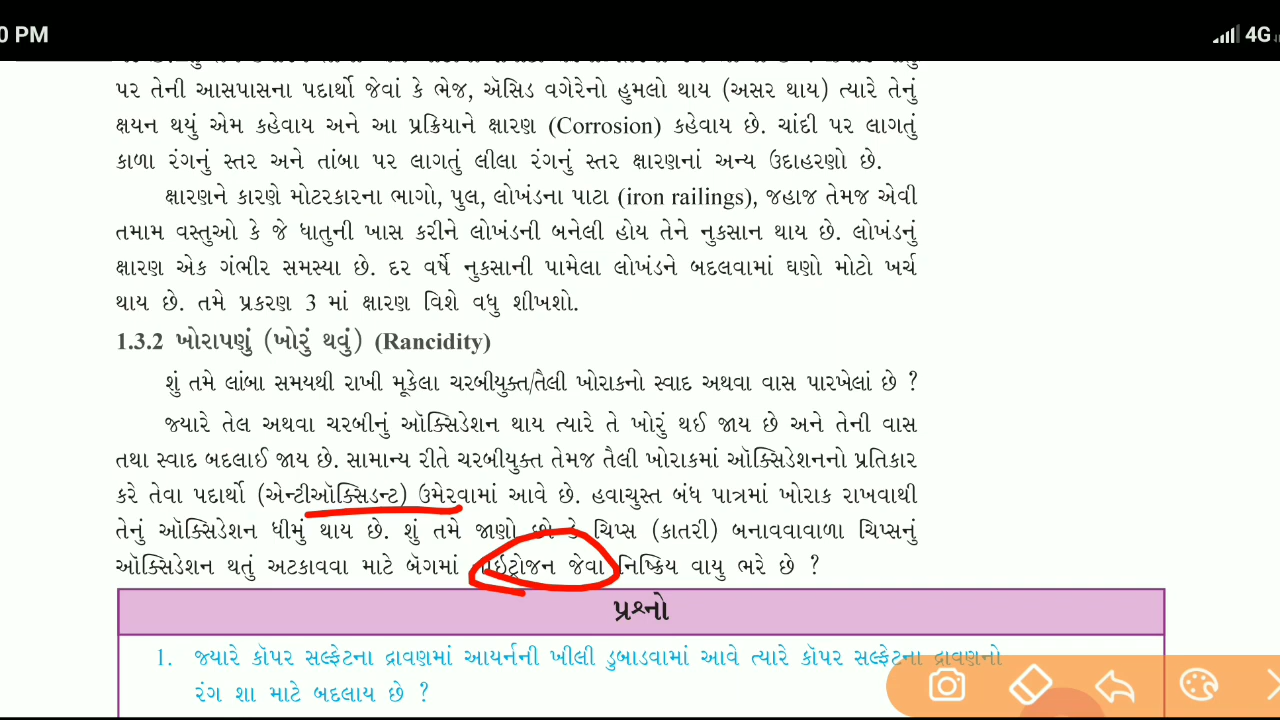 0 PM
4G
પર તેની આસપાસના પદાર્થો જેવાં કે ભેજ, ઍસિડ વગેરેનો હુમલો થાય (અસર થાય) ત્યારે તેનું
ક્ષયન થયું એમ કહેવાય અને આ પ્રક્રિયાને ક્ષારણ (Corrosion) કહેવાય છે. ચાંદી પર લાગતું
કાળા રંગનું સ્તર અને તાંબા પર લાગતું લીલા રંગનું સ્તર ક્ષારણનાં અન્ય ઉદાહરણો છે.
ક્ષારણને કારણે મોટરકારના ભાગો, પુલ, લોખંડના પાટા (iron railings), જહાજ તેમજ એવી
તમામ વસ્તુઓ કે જે ધાતુની ખાસ કરીને લોખંડની બનેલી હોય તેને નુકસાન થાય છે. લોખંડનું
ક્ષારણ એક ગંભીર સમસ્યા છે. દર વર્ષે નુકસાની પામેલા લોખંડને બદલવામાં ઘણો મોટો ખર્ચ
થાય છે. તમે પ્રકરણ 3 માં ક્ષારણ વિશે વધુ શીખશો.
1.3.2 ખોરાપણું (ખોરું થવું) (Rancidity)
શું તમે લાંબા સમયથી રાખી મૂકેલા ચરબીયુક્ત/તૈલી ખોરાકનો સ્વાદ અથવા વાસ પારખેલાં છે ?
જ્યારે તેલ અથવા ચરબીનું ઑક્સિડેશન થાય ત્યારે તે ખોરું થઈ જાય છે અને તેની વાસ
તથા સ્વાદ બદલાઈ જાય છે. સામાન્ય રીતે ચરબીયુક્ત તેમજ તૈલી ખોરાકમાં ઑક્સિડેશનનો પ્રતિકાર
કરે તેવા પદાર્થો (એન્ટીઑક્સિડન્ટ) ઉમેરવામાં આવે છે. હવાચુસ્ત બંધ પાત્રમાં ખોરાક રાખવાથી
તેનું ઑક્સિડેશન ધીમું થાય છે. શું તમે જાણો છો કે ચિપ્સ (કાતરી) બનાવવાવાળા ચિપ્સનું
ઑક્સિડેશન થતું અટકાવવા માટે બૅગમાં નાઈટ્રોજન જેવા નિષ્ક્રિય વાયુ ભરે છે ?
પ્રશ્નો
1. જ્યારે કૉપર સલ્ફેટના દ્રાવણમાં આયર્નની ખીલી ડુબાડવામાં આવે ત્યારે કૉપર સલ્ફેટના દ્રાવણનો
રંગ શા માટે બદલાય છે ?